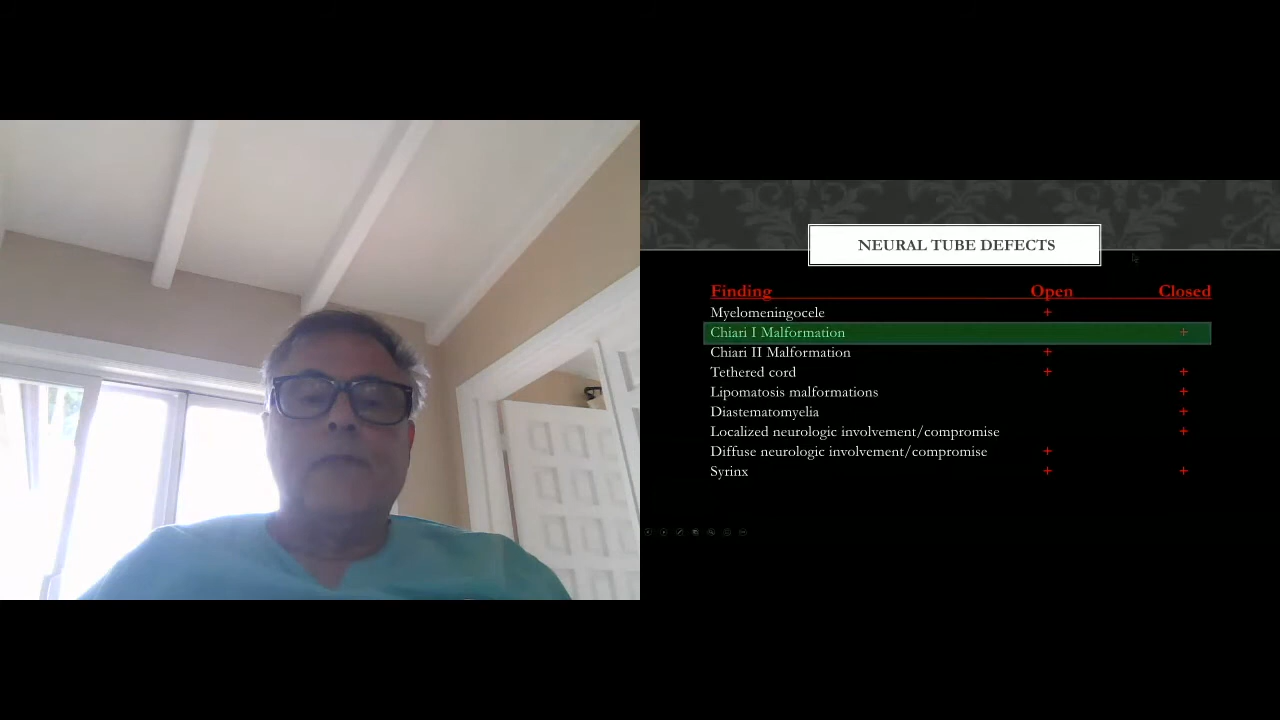 NEURAL TUBE DEFECTS
Finding Open Closed
Myelomeningocele +
Chiari I Malformation +
Chiari II Malformation +
Tethered cord + +
Lipomatosis malformations +
Diastematomyelia +
Localized neurologic involvement/compromise +
Diffuse neurologic involvement/compromise +
Syrinx + +